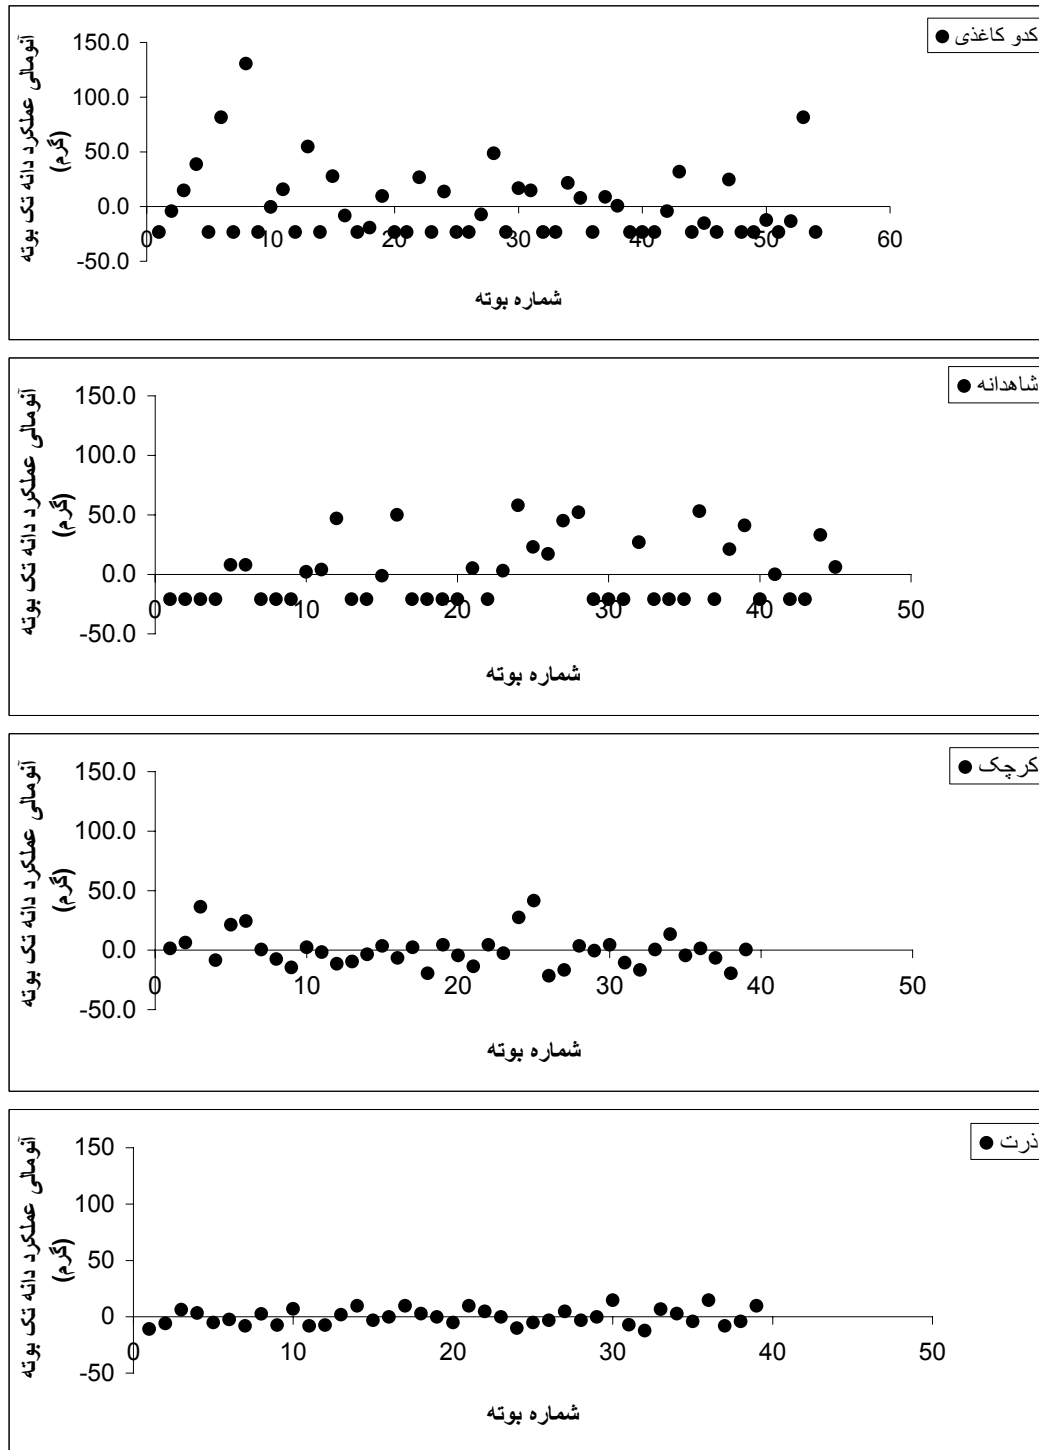 کدو کاغذی
آنومالی عملکرد دانه تک بوته
(گرم)
150.0
100.0
50.0
0.0
-50.0
0 10 20 30 40 50 60
شماره بوته
شاهدانه
آنومالی عملکرد دانه تک بوته
(گرم)
150.0
100.0
50.0
0.0
-50.0
0 10 20 30 40 50
شماره بوته
کرچک
آنومالی عملکرد دانه تک بوته
(گرم)
150.0
100.0
50.0
0.0
-50.0
0 10 20 30 40 50
شماره بوته
ذرت
آنومالی عملکرد دانه تک بوته
(گرم)
150
100
50
0
-50
0 10 20 30 40 50
شماره بوته